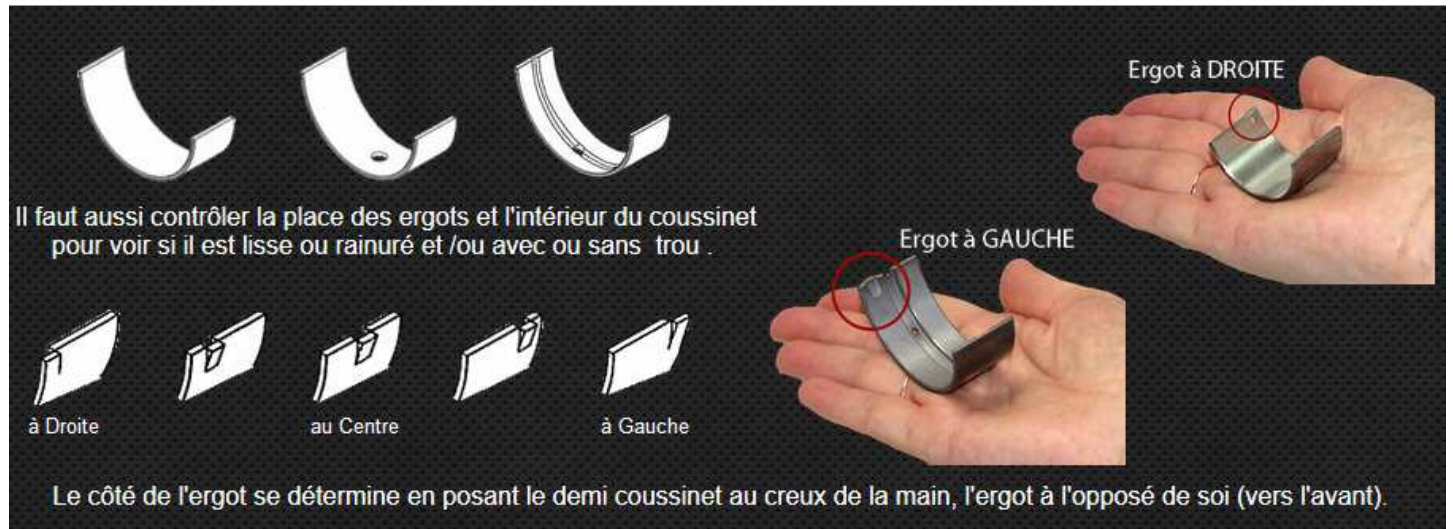 Ergot à DROITE
Il faut aussi contrôler la place des ergots et l'intérieur du coussinet
pour voir si il est lisse ou rainuré et /ou avec ou sans trou .
Ergot à GAUCHE
à Droite
au Centre
à Gauche
Le côté de l'ergot se détermine en posant le demi coussinet au creux de la main, l'ergot à l'opposé de soi (vers l'avant).